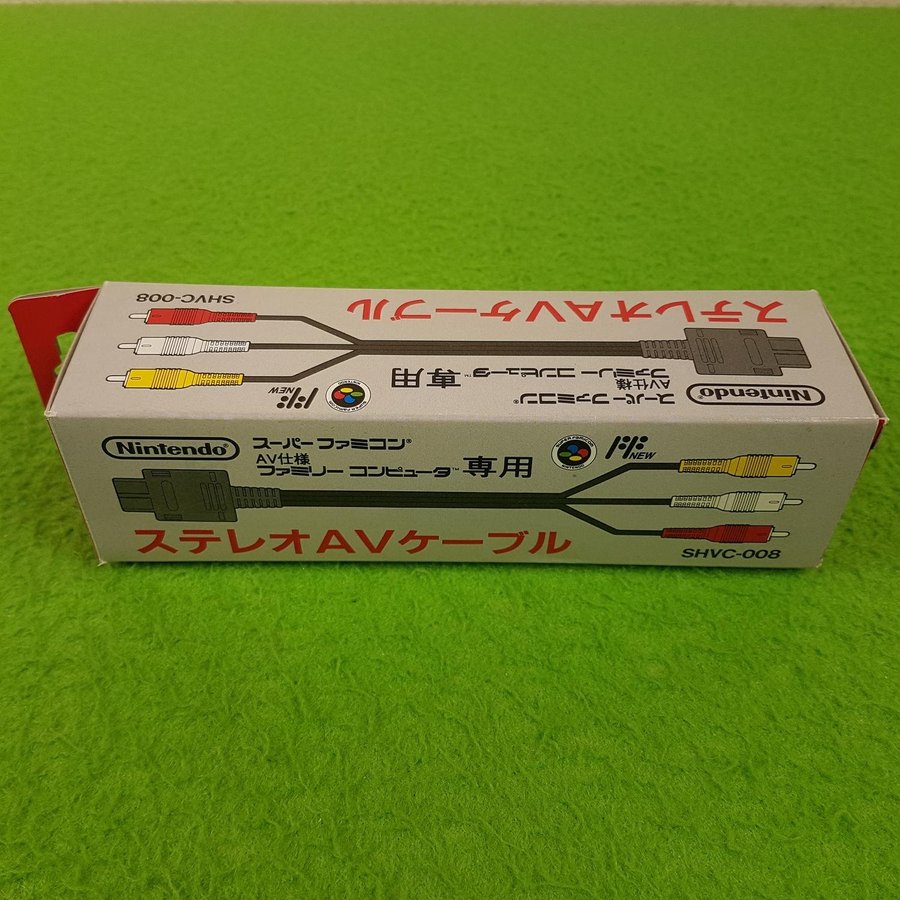 SHVC-008
ステレオAVケーブル
NEW
AV仕様
ファミリー コンピュータ™ 専用
スーパー ファミコン®
Nintendo®
Nintendo®
スーパー ファミコン®
AV仕様
ファミリー コンピュータ™ 専用
NEW
ステレオAVケーブル
SHVC-008